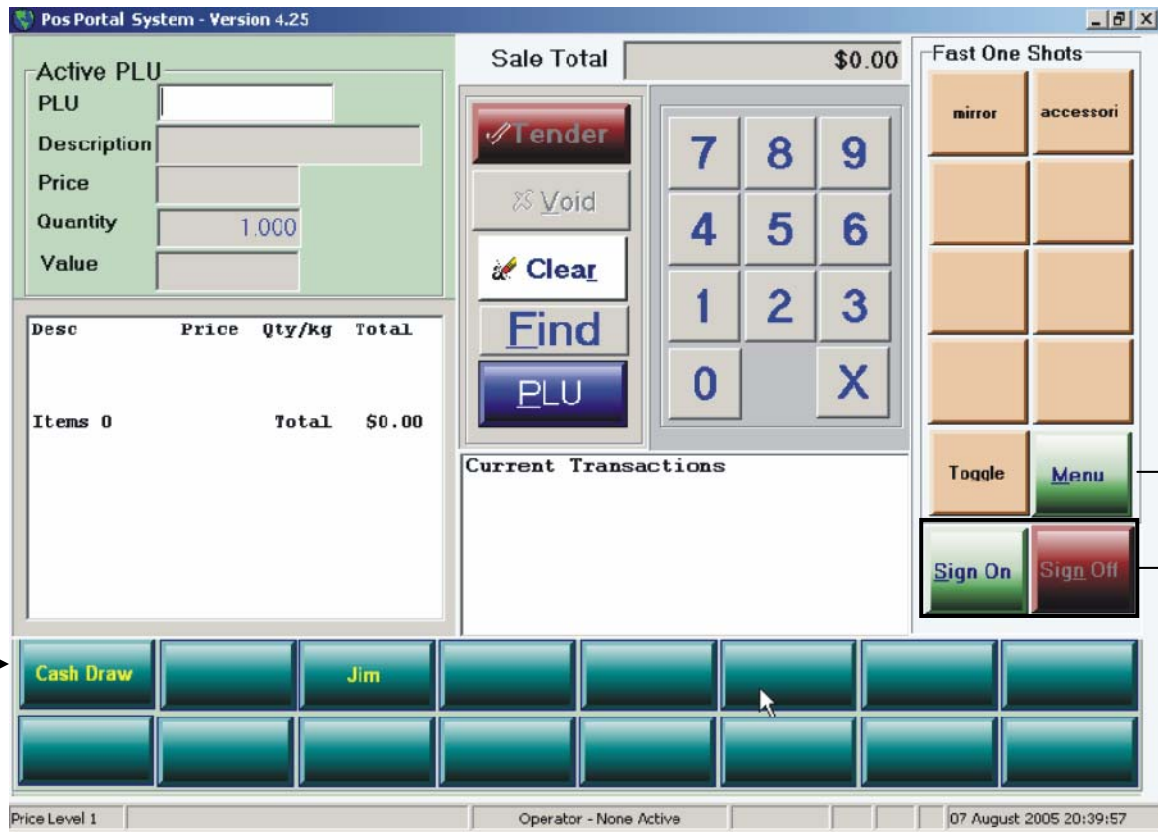 Pos Portal System - Version 4.25
Active PLU
PLU
Description
Price
Quantity 1.000
Value
Sale Total $0.00
Tender
Void
Clear
Find
PLU
7 8 9
4 5 6
1 2 3
0 X
Fast One Shots
mirror accessori
Toggle Menu
Sign On Sign Off
Desc Price Qty/kg Total
Items 0 Total $0.00
Current Transactions
Cash Draw Jim
Price Level 1 Operator - None Active 07 August 2005 20:39:57